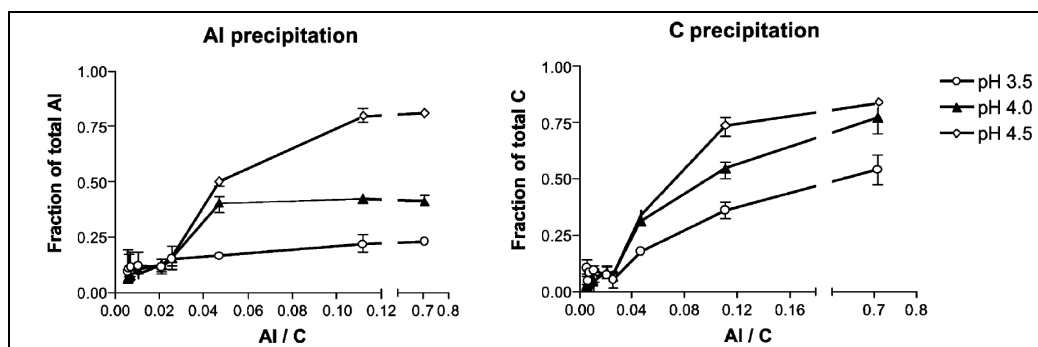 Al precipitation
Fraction of total Al
1.00
0.75
0.50
0.25
0.00
0.00 0.02 0.04 0.06 0.08 0.10 0.12 0.7 0.8
Al / C
C precipitation
Fraction of total C
1.00
0.75
0.50
0.25
0.00
0.00 0.04 0.08 0.12 0.16 0.7 0.8
Al / C
pH 3.5
pH 4.0
pH 4.5